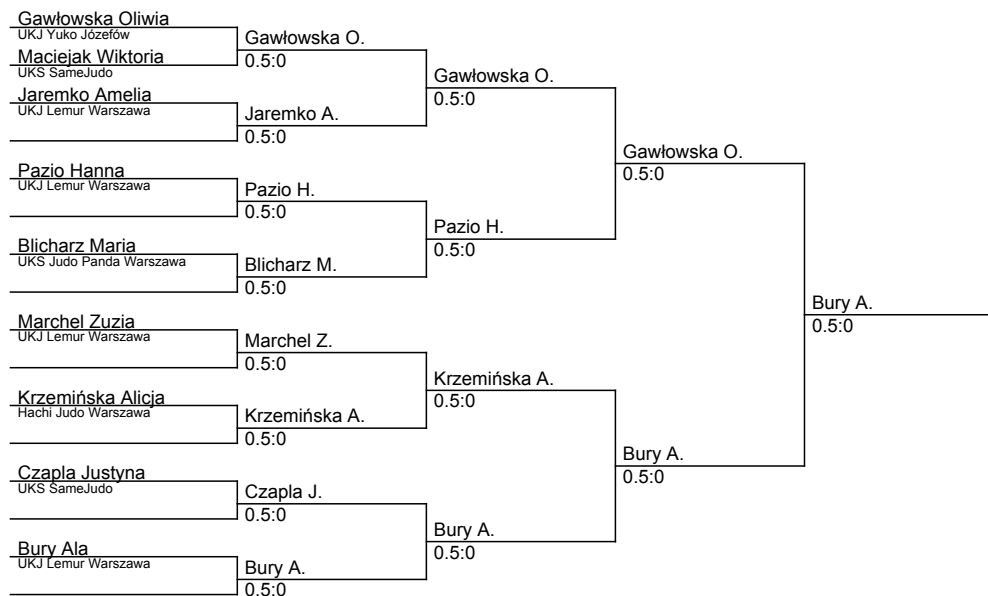 Gawłowska Oliwia
UKJ Yuko Józefów
Maciejak Wiktoria
UKS SameJudo
Jaremko Amelia
UKJ Lemur Warszawa
Pazio Hanna
UKJ Lemur Warszawa
Blicharz Maria
UKS Judo Panda Warszawa
Marchel Zuzia
UKJ Lemur Warszawa
Krzemińska Alicja
Hachi Judo Warszawa
Czapla Justyna
UKS SameJudo
Bury Ala
UKJ Lemur Warszawa
Gawłowska O.
0.5:0
Jaremko A.
0.5:0
Pazio H.
0.5:0
Blicharz M.
0.5:0
Marchel Z.
0.5:0
Krzemińska A.
0.5:0
Czapla J.
0.5:0
Bury A.
0.5:0
Gawłowska O.
0.5:0
Pazio H.
0.5:0
Krzemińska A.
0.5:0
Bury A.
0.5:0
Gawłowska O.
0.5:0
Bury A.
0.5:0
Bury A.
0.5:0